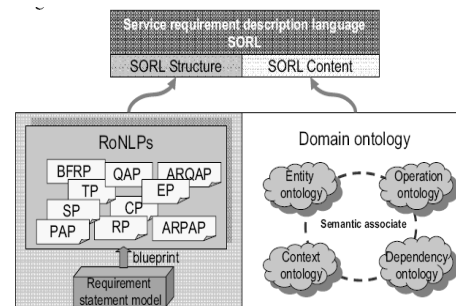 Service requirement description language
SORL
SORL Structure
SORL Content
RoNLPs
BFRP
QAP
ARQAP
TP
EP
SP
CP
PAP
RP
ARPAP
blueprint
Requirement
statement model
Domain ontology
Entity
ontology
Operation
ontology
Semantic associate
Context
ontology
Dependency
ontology